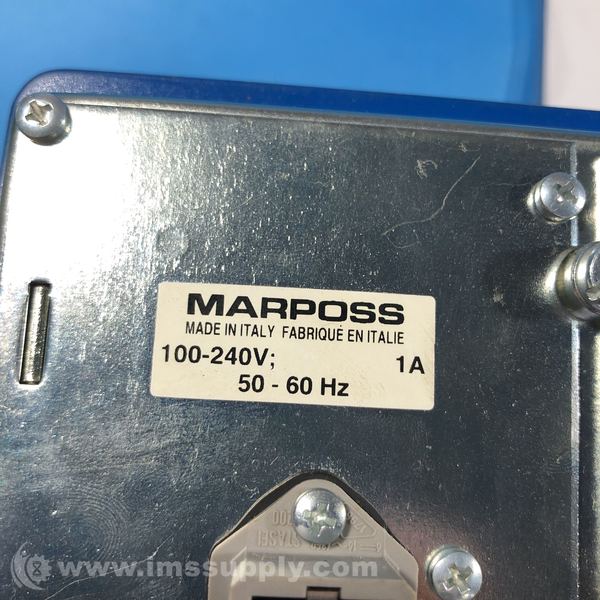 MARPOSS
MADE IN ITALY FABRIQUÉ EN ITALIE
100-240V; 1A
50 - 60 Hz
www.imssupply.com